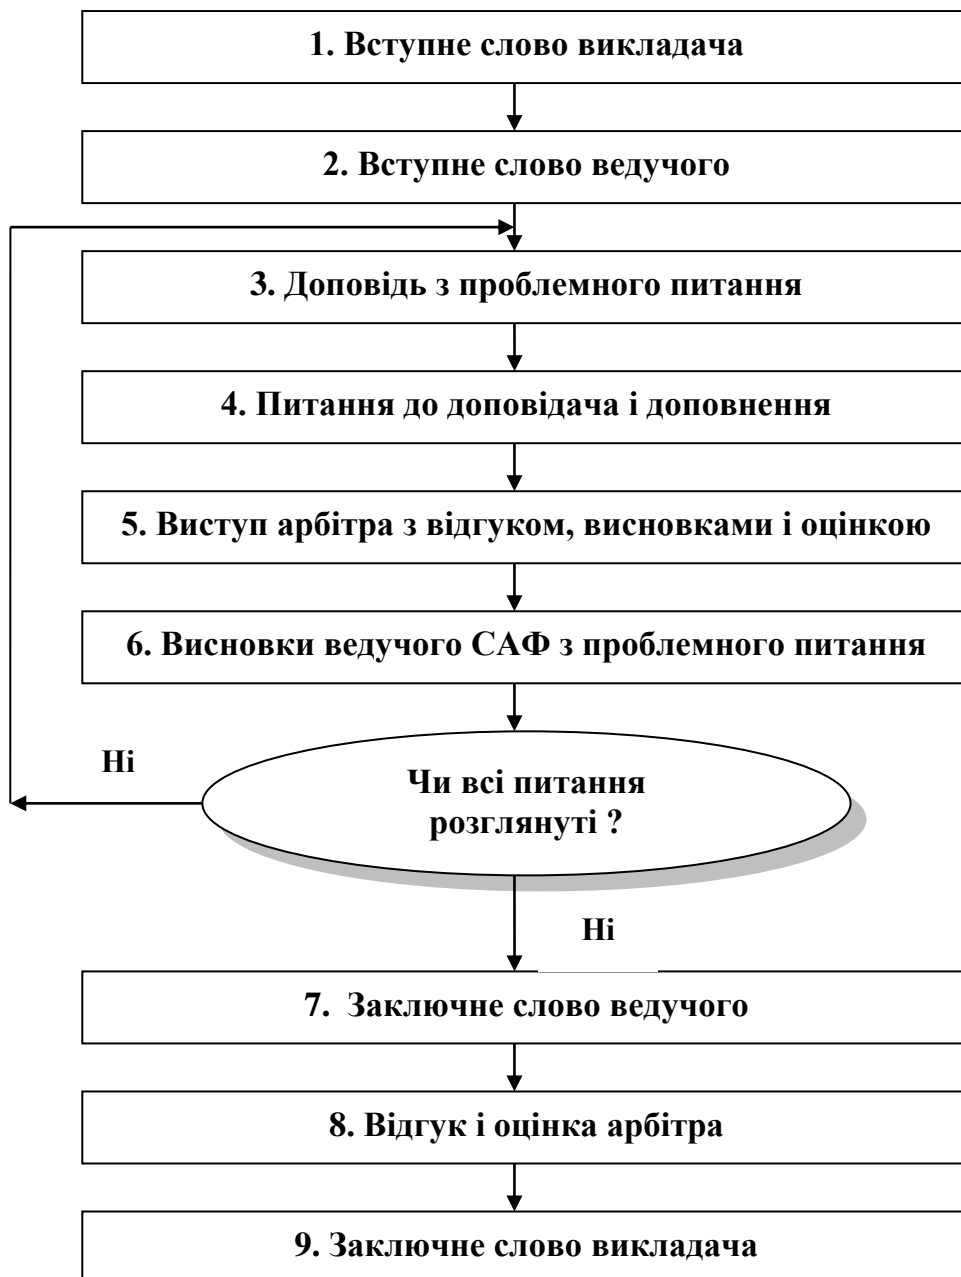 1. Вступне слово викладача
2. Вступне слово ведучого
3. Доповідь з проблемного питання
4. Питання до доповідача і доповнення
5. Виступ арбітра з відгуком, висновками і оцінкою
6. Висновки ведучого САФ з проблемного питання
Ні
Чи всі питання
розглянуті ?
Ні
7. Заключне слово ведучого
8. Відгук і оцінка арбітра
9. Заключне слово викладача